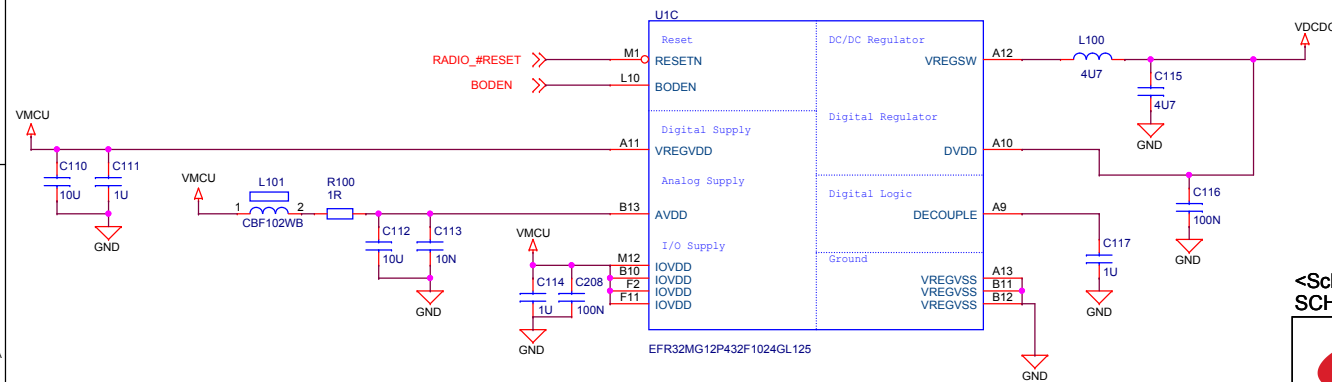 U1C
Reset
DC/DC Regulator
L100
VDCDC
RADIO_#RESET
M1
RESETN
VREGSW
A12
4U7
C115
4U7
GND
BODEN
L10
BODEN
Digital Supply
Digital Regulator
VMCU
A11
VREGVDD
DVDD
A10
C110
10U
C111
1U
GND
VMCU
L101
1
2
CBF102WB
R100
1R
Analog Supply
Digital Logic
B13
AVDD
DECOUPLE
A9
C116
100N
GND
C112
10U
C113
10N
GND
C117
1U
GND
I/O Supply
Ground
VMCU
M12
IOVDD
B10
IOVDD
F2
IOVDD
F11
IOVDD
C114
1U
C208
100N
GND
VREGVSS
A13
VREGVSS
B11
VREGVSS
B12
GND
EFR32MG12P432F1024GL125
<Sch
SCH